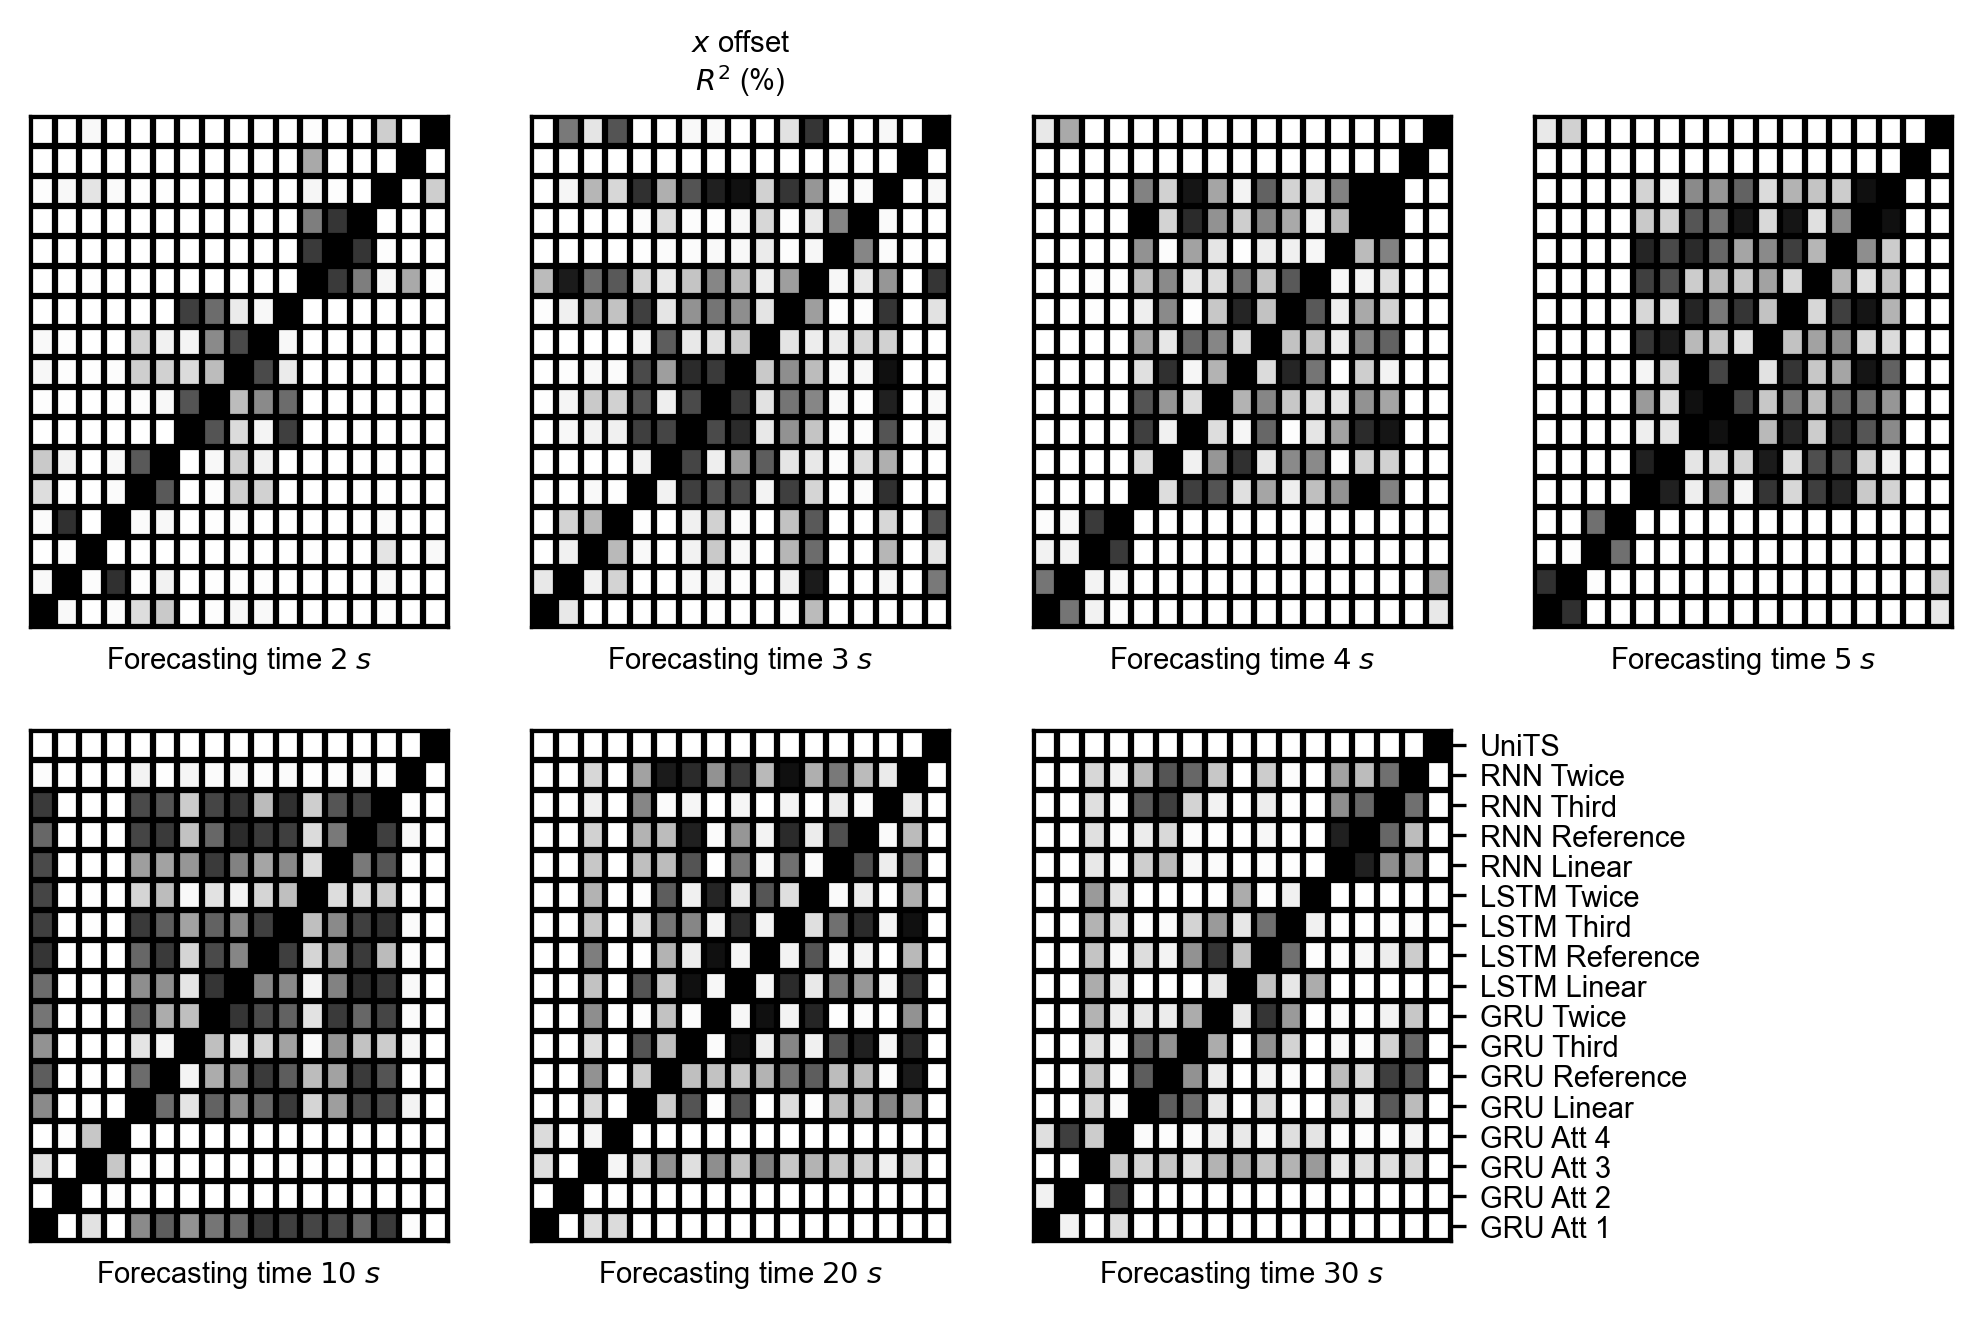 x offset
R² (%)
Forecasting time 2 s
Forecasting time 3 s
Forecasting time 4 s
Forecasting time 5 s
UniTS
RNN Twice
RNN Third
RNN Reference
RNN Linear
LSTM Twice
LSTM Third
LSTM Reference
LSTM Linear
GRU Twice
GRU Third
GRU Reference
GRU Linear
GRU Att 4
GRU Att 3
GRU Att 2
GRU Att 1
Forecasting time 10 s
Forecasting time 20 s
Forecasting time 30 s